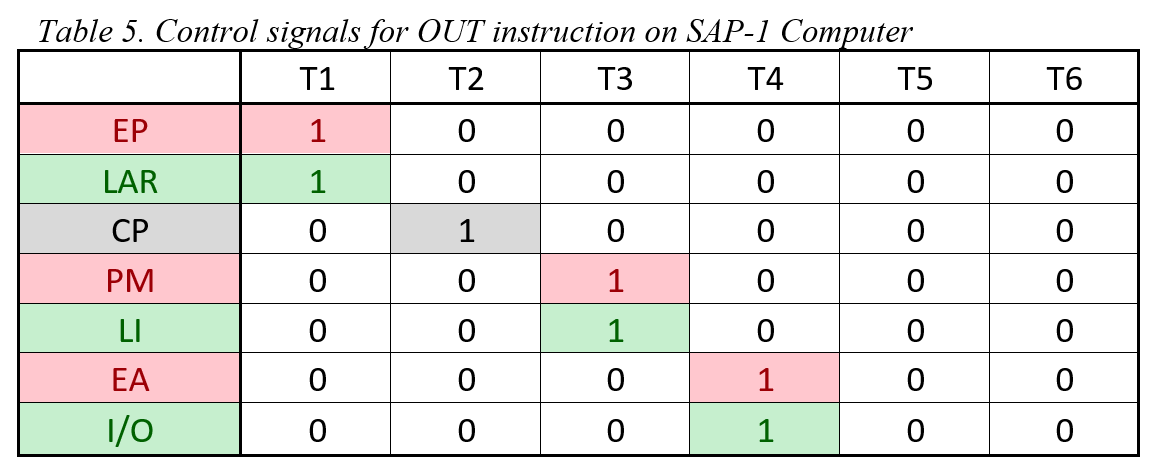 Table 5. Control signals for OUT instruction on SAP-1 Computer
T1 T2 T3 T4 T5 T6
EP 1 0 0 0 0 0
LAR 1 0 0 0 0 0
CP 0 1 0 0 0 0
PM 0 0 1 0 0 0
LI 0 0 1 0 0 0
EA 0 0 0 1 0 0
I/O 0 0 0 1 0 0